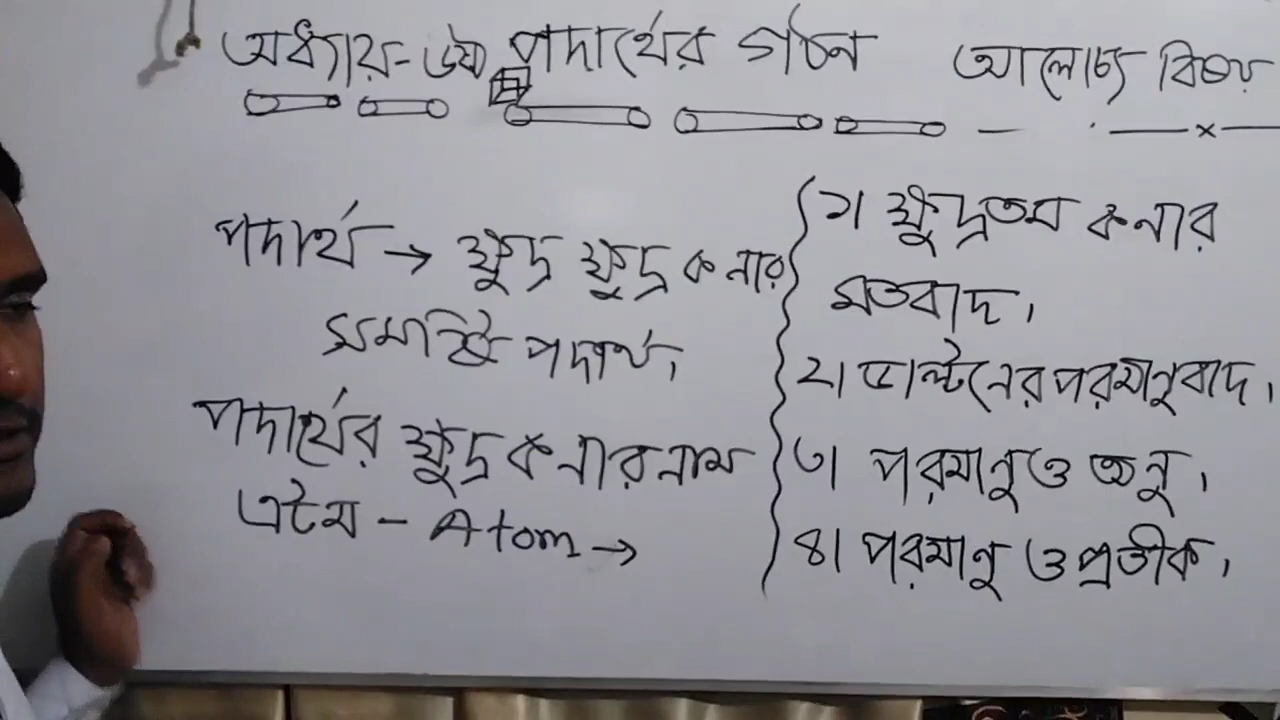 অধ্যায়-৬ষ্ঠ পদার্থের গঠন আলোচ্য বিষয়
পদার্থ → ক্ষুদ্র ক্ষুদ্র কনার
সমষ্টি পদার্থ।
পদার্থের ক্ষুদ্র কনার নাম
এটম - Atom →
১। ক্ষুদ্রতম কনার
মতবাদ।
২। ডাল্টনের পরমানুবাদ।
৩। পরমানু ও অনু।
৪। পরমানু ও প্রতীক।